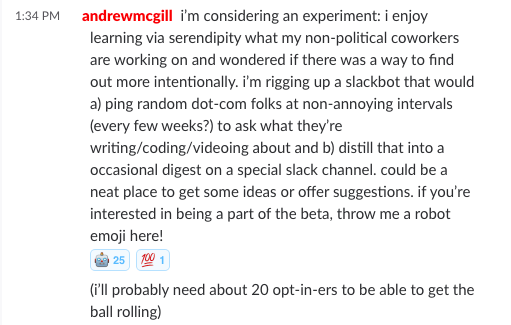 1:34 PM andrewmcgill i'm considering an experiment: i enjoy
learning via serendipity what my non-political coworkers
are working on and wondered if there was a way to find
out more intentionally. i'm rigging up a slackbot that would
a) ping random dot-com folks at non-annoying intervals
(every few weeks?) to ask what they're
writing/coding/videoing about and b) distill that into a
occasional digest on a special slack channel. could be a
neat place to get some ideas or offer suggestions. if you're
interested in being a part of the beta, throw me a robot
emoji here!
🤖 25 💯 1
(i'll probably need about 20 opt-in-ers to be able to get the
ball rolling)